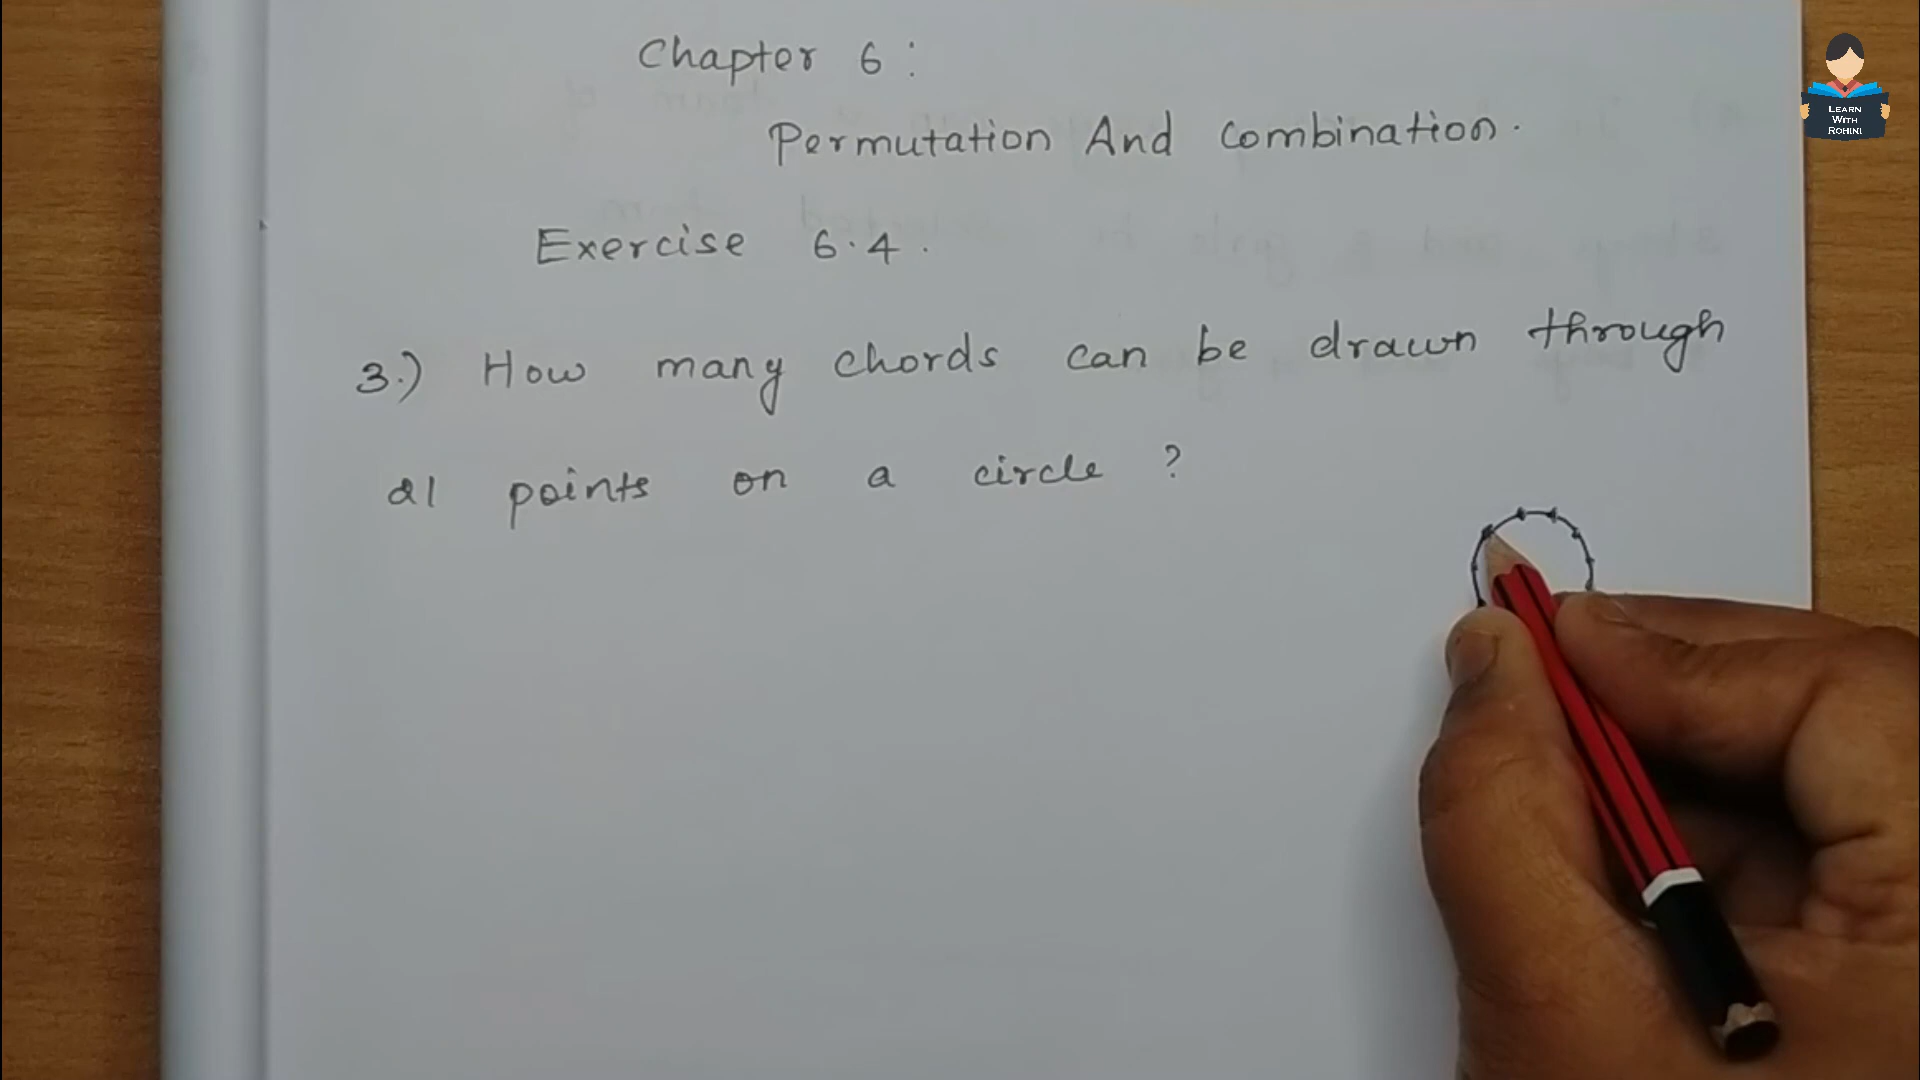 Chapter 6 :
Permutation And Combination.
Exercise 6.4.
3.) How many chords can be drawn through
21 points on a circle ?
LEARN
WITH
ROHINI